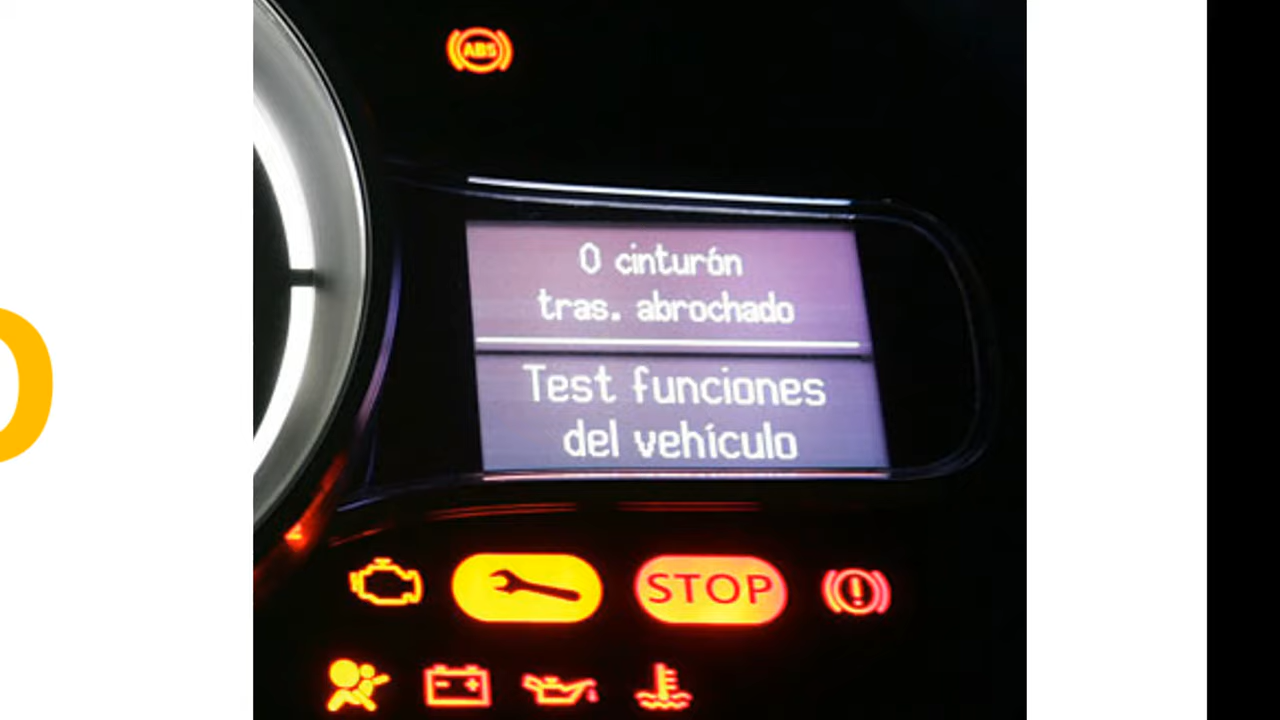 ABS
0 cinturón
tras. abrochado
Test funciones
del vehículo
STOP